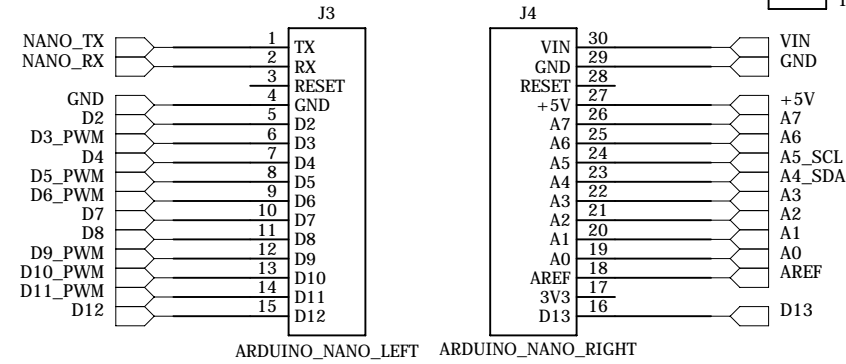 J3
NANO_TX 1 TX
NANO_RX 2 RX
3 RESET
GND 4 GND
D2 5 D2
D3_PWM 6 D3
D4 7 D4
D5_PWM 8 D5
D6_PWM 9 D6
D7 10 D7
D8 11 D8
D9_PWM 12 D9
D10_PWM 13 D10
D11_PWM 14 D11
D12 15 D12
ARDUINO_NANO_LEFT
J4
VIN 30 VIN
GND 29 GND
RESET 28
+5V 27 +5V
A7 26 A7
A6 25 A6
A5 24 A5_SCL
A4 23 A4_SDA
A3 22 A3
A2 21 A2
A1 20 A1
A0 19 A0
AREF 18 AREF
3V3 17
D13 16 D13
ARDUINO_NANO_RIGHT